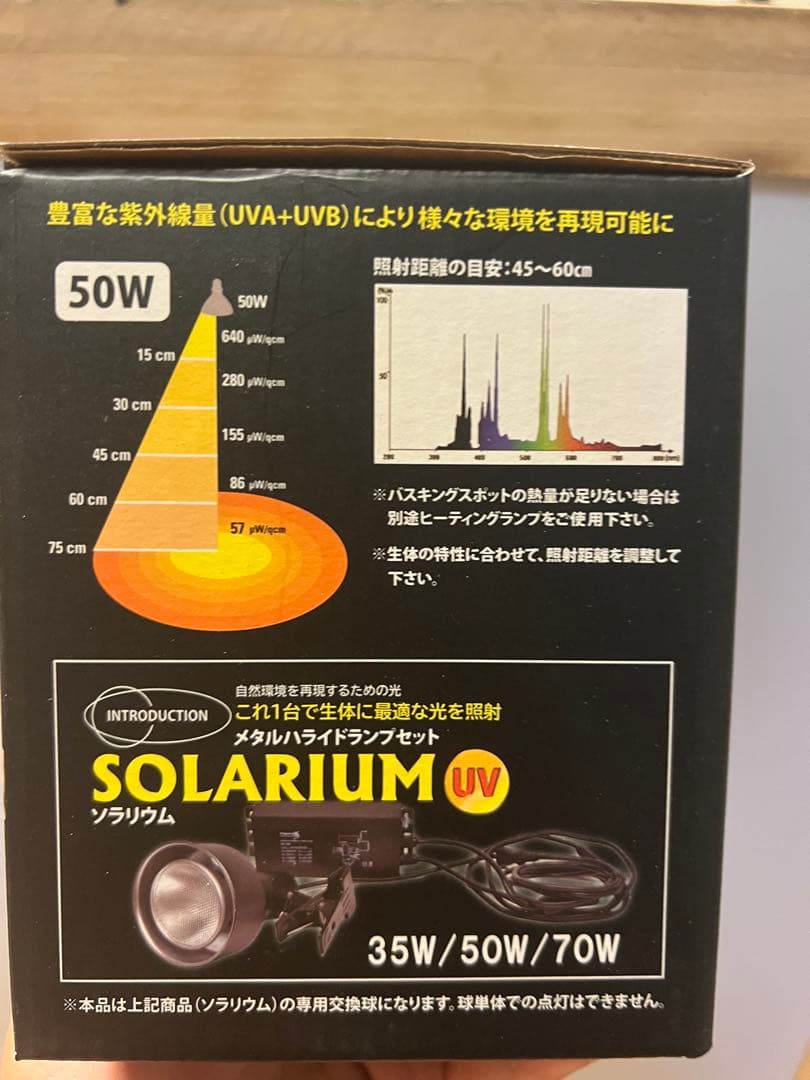 豊富な紫外線量(UVA+UVB)により様々な環境を再現可能に
50W
50W
640 μW/qcm
15 cm
280 μW/qcm
30 cm
155 μW/qcm
45 cm
86 μW/qcm
60 cm
57 μW/qcm
75 cm
照射距離の目安:45〜60cm
100
50
200 300 400 500 600 700 800 (nm)
※バスキングスポットの熱量が足りない場合は
別途ヒーティングランプをご使用下さい。
※生体の特性に合わせて、照射距離を調整して
下さい。
INTRODUCTION
自然環境を再現するための光
これ1台で生体に最適な光を照射
メタルハライドランプセット
SOLARIUM UV
ソラリウム
35W/50W/70W
※本品は上記商品(ソラリウム)の専用交換球になります。球単体での点灯はできません。